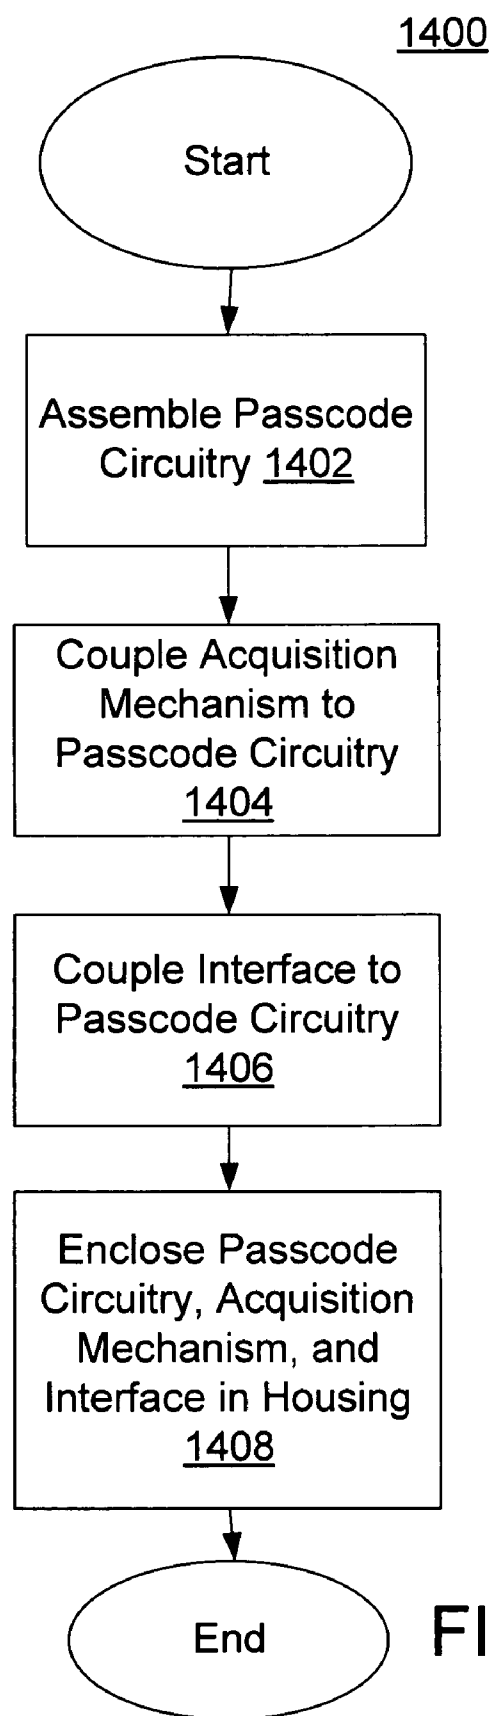 1400
Start
Assemble Passcode
Circuitry 1402
Couple Acquisition
Mechanism to
Passcode Circuitry
1404
Couple Interface to
Passcode Circuitry
1406
Enclose Passcode
Circuitry, Acquisition
Mechanism, and
Interface in Housing
1408
End
FI